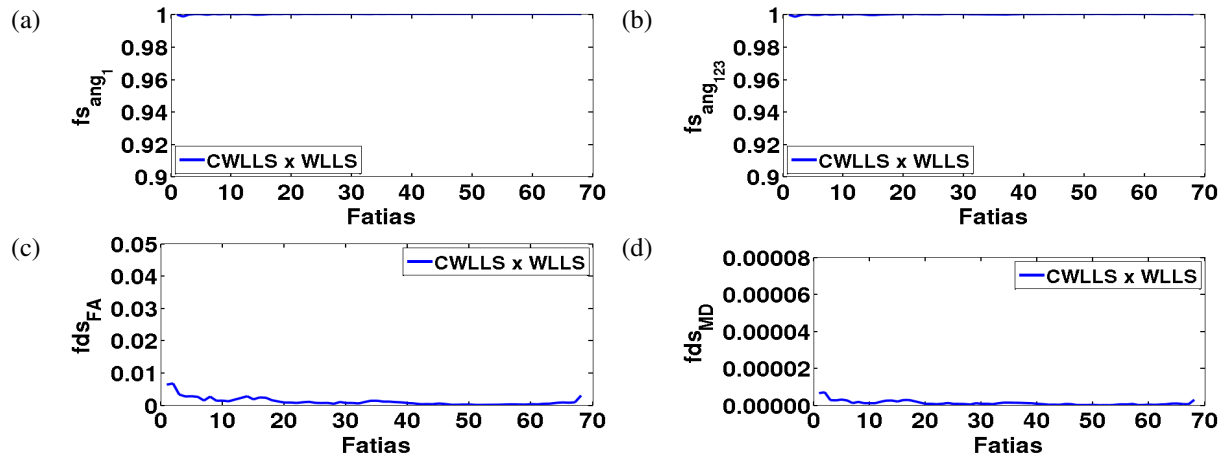 (a)
1
0.98
0.96
0.94
0.92
0.9
fs_ang_1
CWLLS x WLLS
0 10 20 30 40 50 60 70
Fatias
(b)
1
0.98
0.96
0.94
0.92
0.9
fs_ang_123
CWLLS x WLLS
0 10 20 30 40 50 60 70
Fatias
(c)
0.05
0.04
0.03
0.02
0.01
0
fds_FA
CWLLS x WLLS
0 10 20 30 40 50 60 70
Fatias
(d)
0.00008
0.00006
0.00004
0.00002
0.00000
fds_MD
CWLLS x WLLS
0 10 20 30 40 50 60 70
Fatias